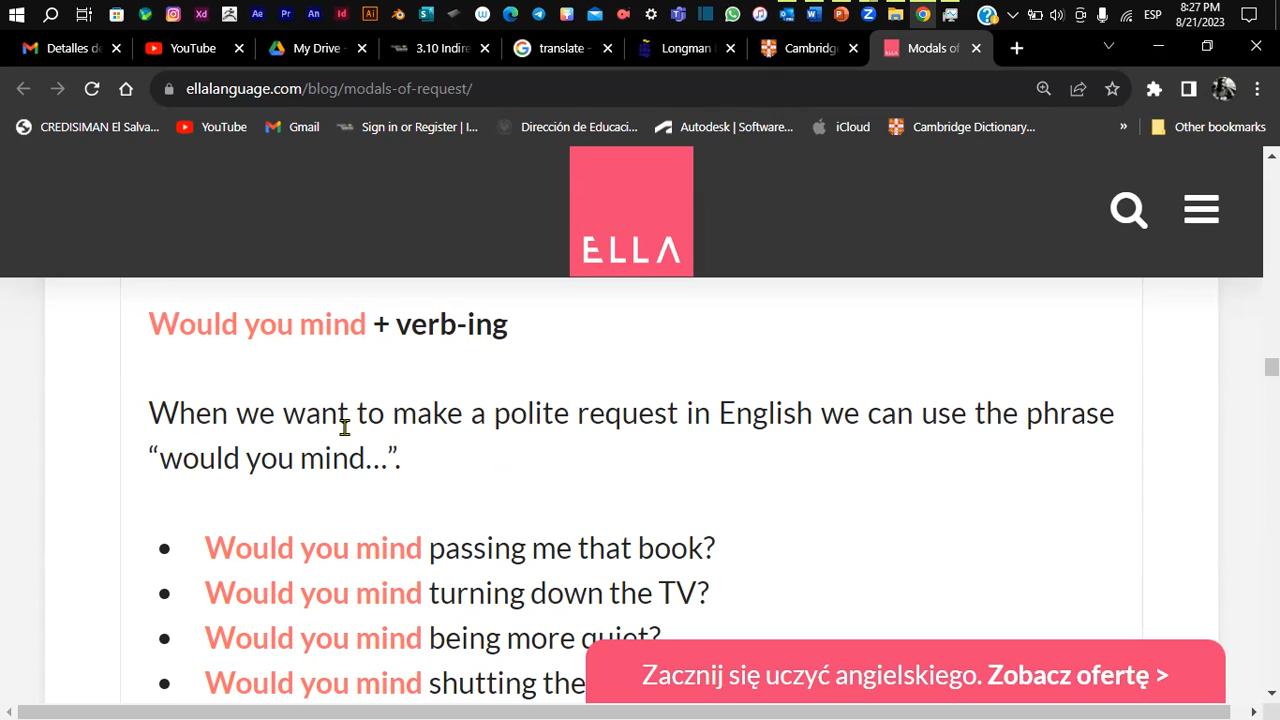 8:27 PM
ESP
8/21/2023
Detalles de
YouTube
My Drive -
3.10 Indire
translate -
Longman
Cambridg
Modals of
ellalanguage.com/blog/modals-of-request/
CREDISIMAN El Salva...
YouTube
Gmail
Sign in or Register | I...
Dirección de Educaci...
Autodesk | Software...
iCloud
Cambridge Dictionary...
»
Other bookmarks
ELLA
Would you mind + verb-ing
When we want to make a polite request in English we can use the phrase
“would you mind…”.
• Would you mind passing me that book?
• Would you mind turning down the TV?
• Would you mind being more quiet?
• Would you mind shutting the
Zacznij się uczyć angielskiego. Zobacz ofertę >